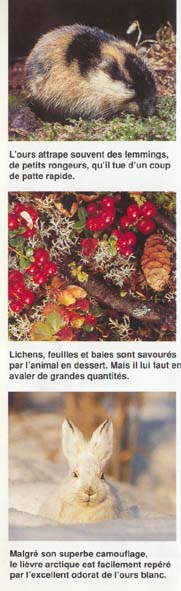 L'ours attrape souvent des lemmings,
de petits rongeurs, qu'il tue d'un coup
de patte rapide.
Lichens, feuilles et baies sont savourés
par l'animal en dessert. Mais il lui faut en
avaler de grandes quantités.
Malgré son superbe camouflage,
le lièvre arctique est facilement repéré
par l'excellent odorat de l'ours blanc.